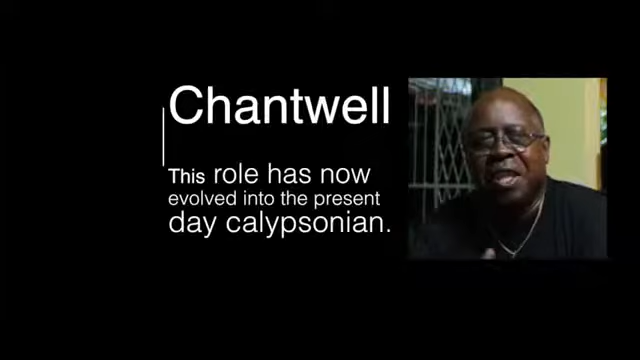 Chantwell
This role has now
evolved into the present
day calypsonian.